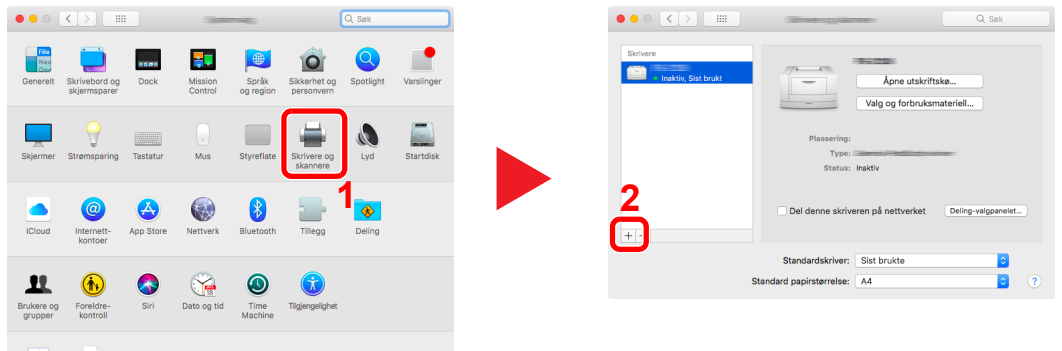 Søk
File
New
Generelt
Skrivebord og
skjermsparer
Dock
Mission
Control
Språk
og region
Sikkerhet og
personvern
Spotlight
Varslinger
Skjermer
Strømsparing
Tastatur
Mus
Styreflate
Skrivere og
skannere
Lyd
Startdisk
1
iCloud
Internett-
kontoer
App Store
Nettverk
Bluetooth
Tillegg
Deling
Brukere og
grupper
Foreldre-
kontroll
Siri
Dato og tid
Time
Machine
Tilgjengelighet
Søk
Skrivere
Inaktiv, Sist brukt
Åpne utskriftskø...
Valg og forbruksmateriell...
Plassering:
Type:
Status: Inaktiv
2
Del denne skriveren på nettverket
Deling-valgpanelet...
+ -
Standardskriver: Sist brukte
Standard papirstørrelse: A4
?